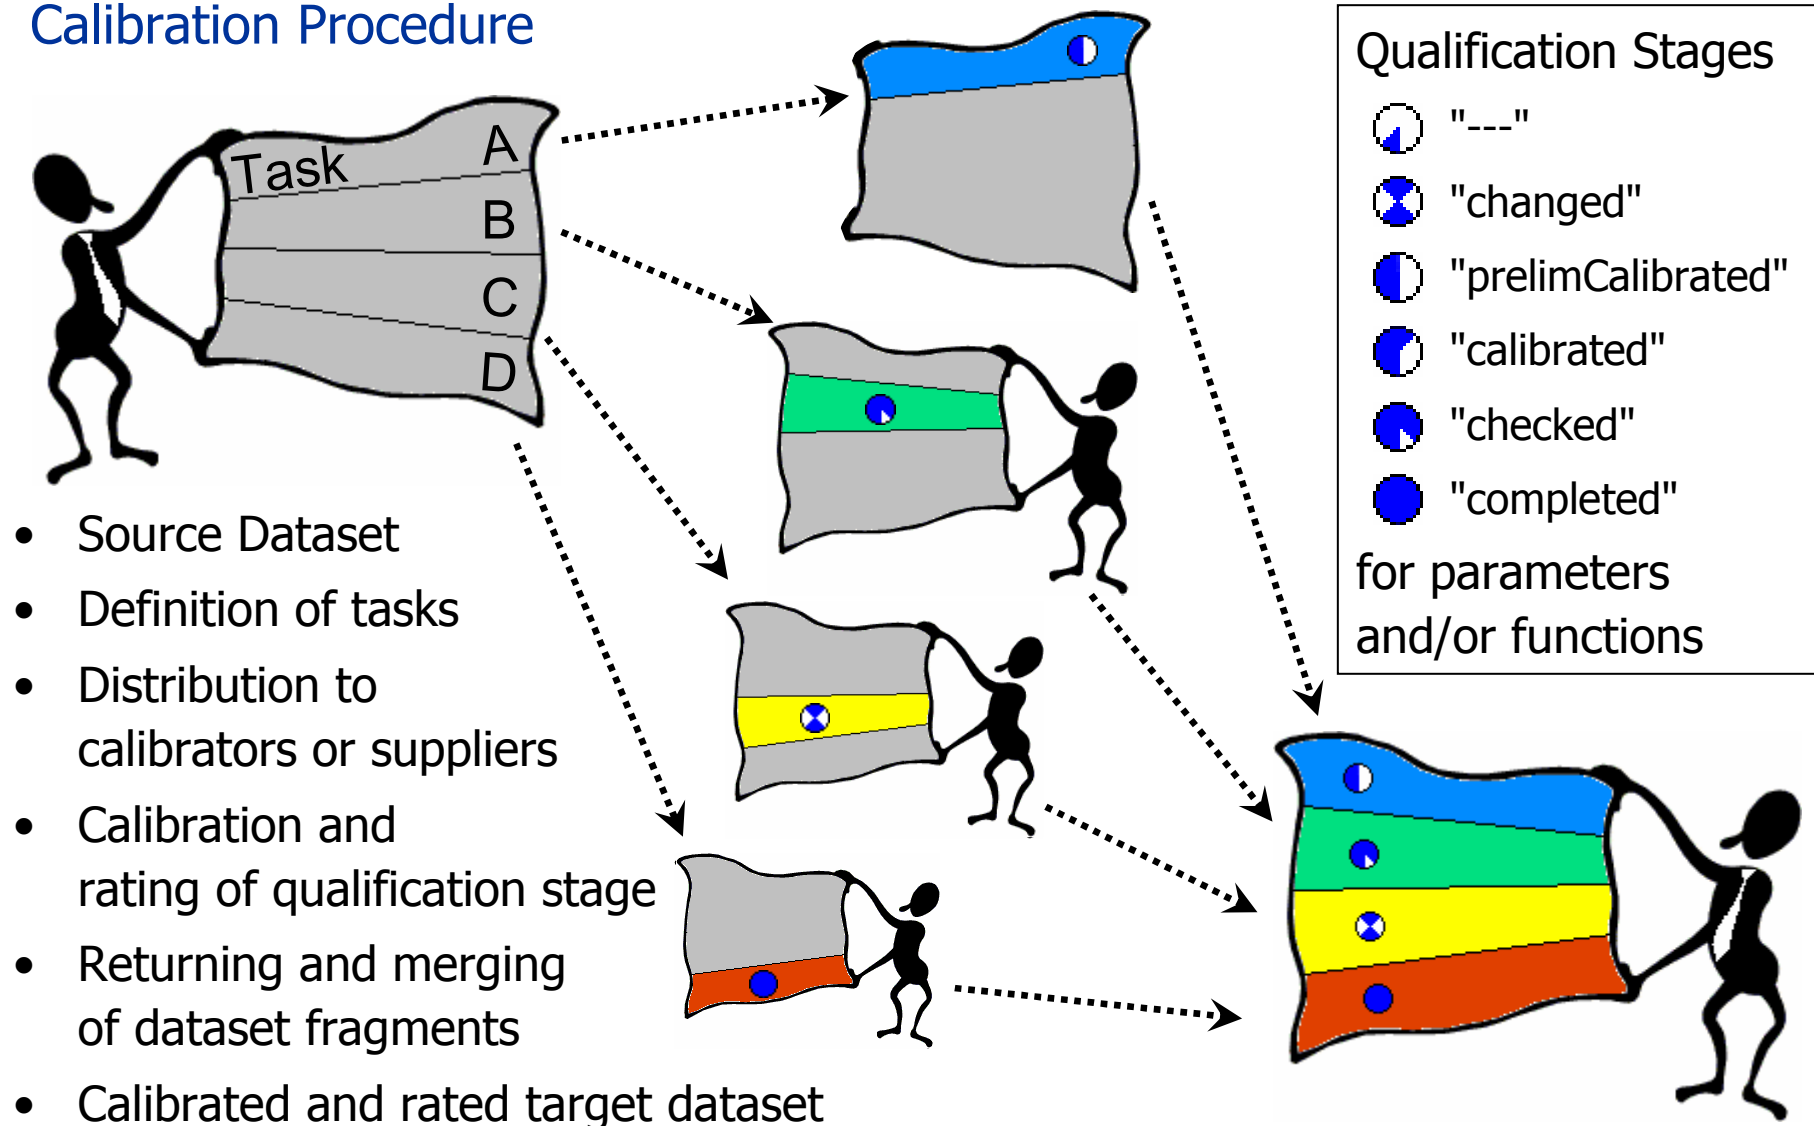 Calibration Procedure
Task
A
B
C
D
• Source Dataset
• Definition of tasks
• Distribution to
calibrators or suppliers
• Calibration and
rating of qualification stage
• Returning and merging
of dataset fragments
• Calibrated and rated target dataset
Qualification Stages
"---"
"changed"
"prelimCalibrated"
"calibrated"
"checked"
"completed"
for parameters
and/or functions